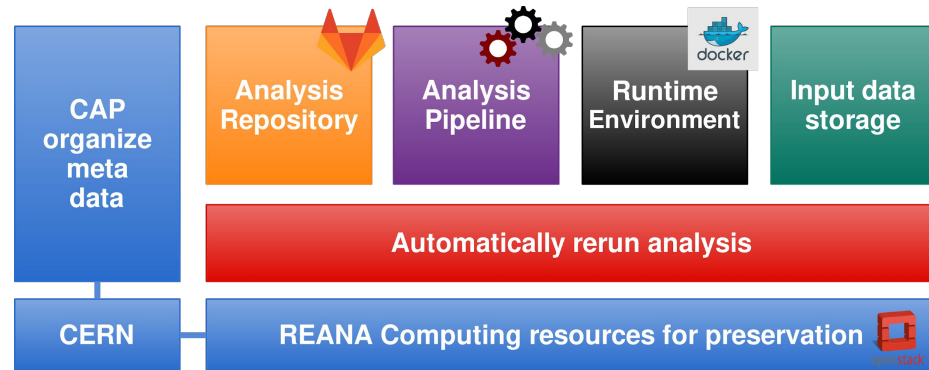 CAP
organize
meta
data
Analysis
Repository
Analysis
Pipeline
docker
Runtime
Environment
Input data
storage
Automatically rerun analysis
CERN
REANA Computing resources for preservation
openstack